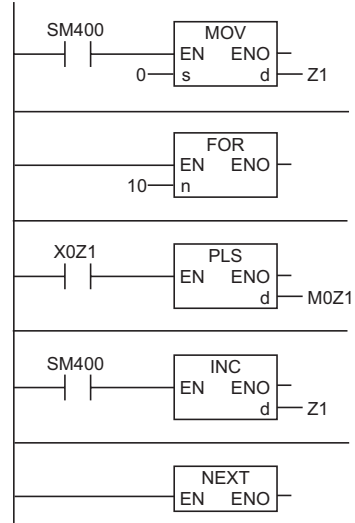 SM400
MOV
EN ENO
0 s d Z1
FOR
EN ENO
10 n
X0Z1
PLS
EN ENO
d M0Z1
SM400
INC
EN ENO
d Z1
NEXT
EN ENO